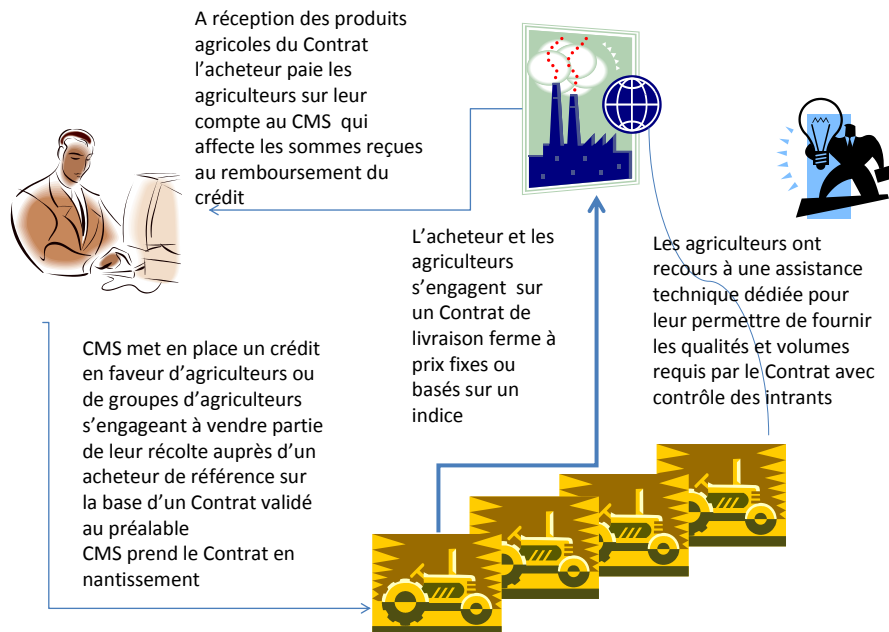 A réception des produits
agricoles du Contrat
l’acheteur paie les
agriculteurs sur leur
compte au CMS qui
affecte les sommes reçues
au remboursement du
crédit
L’acheteur et les
agriculteurs
s’engagent sur
un Contrat de
livraison ferme à
prix fixes ou
basés sur un
indice
Les agriculteurs ont
recours à une assistance
technique dédiée pour
leur permettre de fournir
les qualités et volumes
requis par le Contrat avec
contrôle des intrants
CMS met en place un crédit
en faveur d’agriculteurs ou
de groupes d’agriculteurs
s’engageant à vendre partie
de leur récolte auprès d’un
acheteur de référence sur
la base d’un Contrat validé
au préalable
CMS prend le Contrat en
nantissement